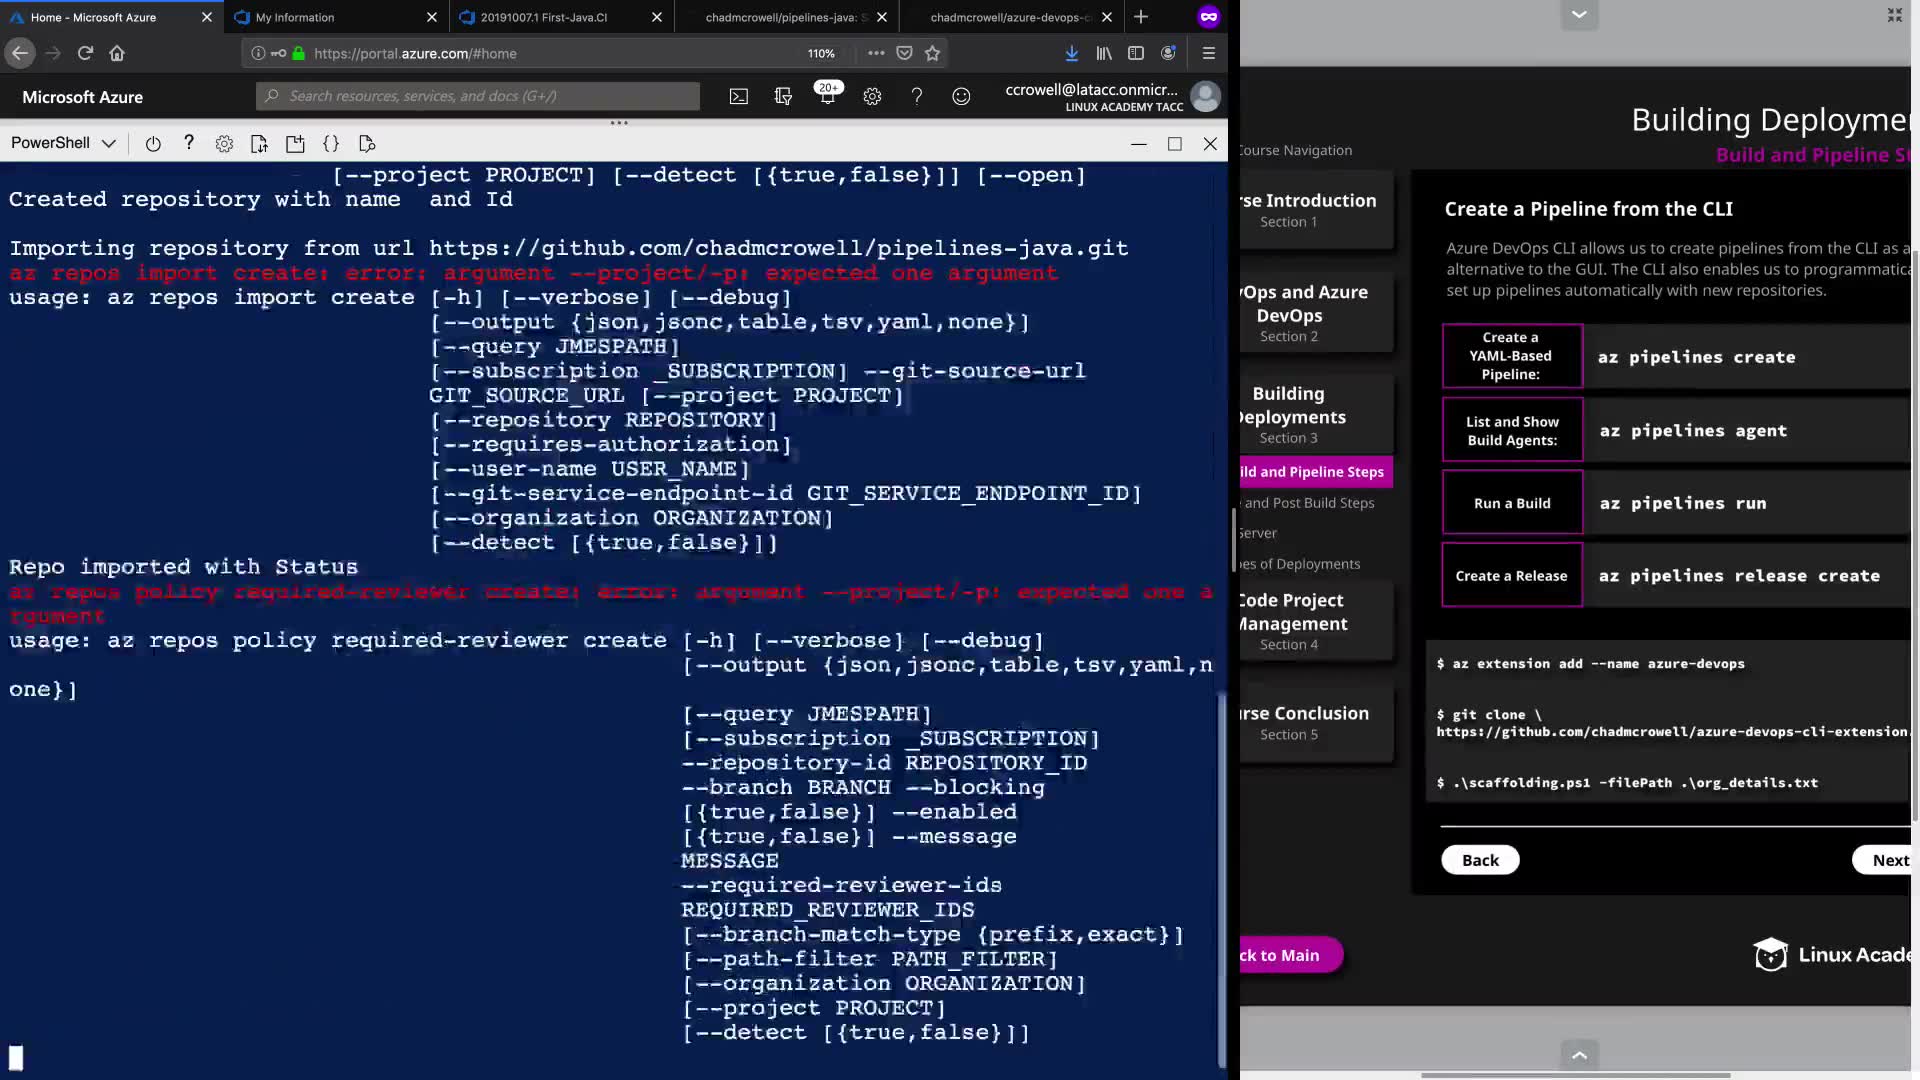 Home - Microsoft Azure
My Information
20191007.1 First-Java.CI
chadmcrowell/pipelines-java: S
chadmcrowell/azure-devops-c
https://portal.azure.com/#home
110%
Microsoft Azure
Search resources, services, and docs (G+/)
20+
ccrowell@latacc.onmicr...
LINUX ACADEMY TACC
PowerShell
[--project PROJECT] [--detect [{true,false}]] [--open]
Created repository with name  and Id
Importing repository from url https://github.com/chadmcrowell/pipelines-java.git
az repos import create: error: argument --project/-p: expected one argument
usage: az repos import create [-h] [--verbose] [--debug]
[--output {json,jsonc,table,tsv,yaml,none}]
[--query JMESPATH]
[--subscription _SUBSCRIPTION] --git-source-url
GIT_SOURCE_URL [--project PROJECT]
[--repository REPOSITORY]
[--requires-authorization]
[--user-name USER_NAME]
[--git-service-endpoint-id GIT_SERVICE_ENDPOINT_ID]
[--organization ORGANIZATION]
[--detect [{true,false}]]
Repo imported with Status
az repos policy required-reviewer create: error: argument --project/-p: expected one a
rgument
usage: az repos policy required-reviewer create [-h] [--verbose] [--debug]
[--output {json,jsonc,table,tsv,yaml,n
one}]
[--query JMESPATH]
[--subscription _SUBSCRIPTION]
--repository-id REPOSITORY_ID
--branch BRANCH --blocking
[{true,false}] --enabled
[{true,false}] --message
MESSAGE
--required-reviewer-ids
REQUIRED_REVIEWER_IDS
[--branch-match-type {prefix,exact}]
[--path-filter PATH_FILTER]
[--organization ORGANIZATION]
[--project PROJECT]
[--detect [{true,false}]]
Building Deployme
Build and Pipeline St
Course Navigation
rse Introduction
Section 1
vOps and Azure
DevOps
Section 2
Building
Deployments
Section 3
ild and Pipeline Steps
e and Post Build Steps
Server
pes of Deployments
Code Project
Management
Section 4
urse Conclusion
Section 5
ck to Main
Create a Pipeline from the CLI
Azure DevOps CLI allows us to create pipelines from the CLI as a
alternative to the GUI. The CLI also enables us to programmatica
set up pipelines automatically with new repositories.
Create a
YAML-Based
Pipeline:
az pipelines create
List and Show
Build Agents:
az pipelines agent
Run a Build
az pipelines run
Create a Release
az pipelines release create
$ az extension add --name azure-devops
$ git clone \
https://github.com/chadmcrowell/azure-devops-cli-extension.
$ .\scaffolding.ps1 -filePath .\org_details.txt
Back
Next
Linux Acade